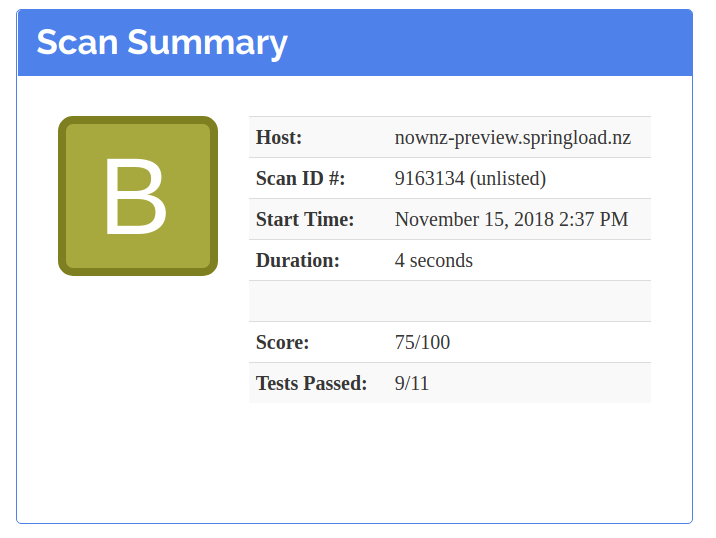 Scan Summary
B
Host: nownz-preview.springload.nz
Scan ID #: 9163134 (unlisted)
Start Time: November 15, 2018 2:37 PM
Duration: 4 seconds
Score: 75/100
Tests Passed: 9/11